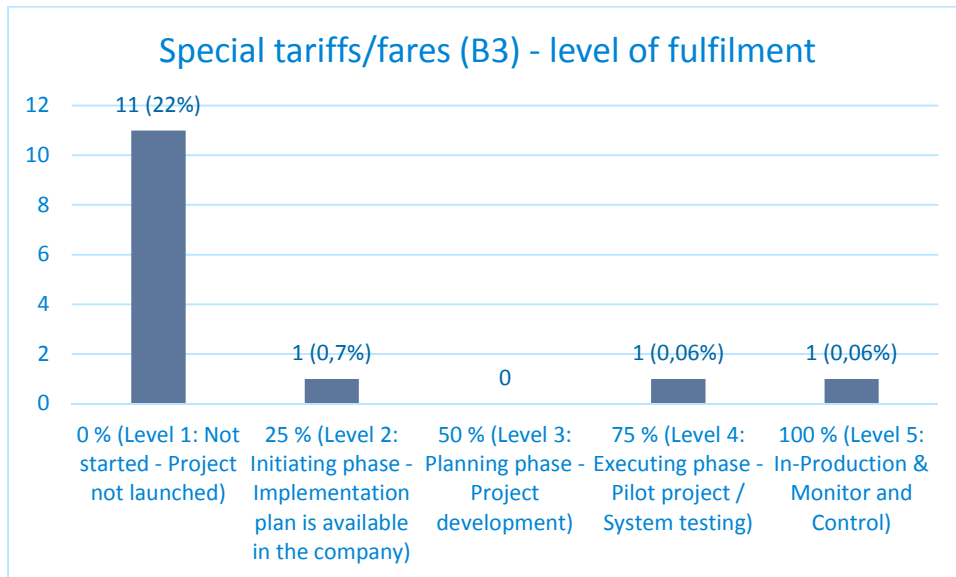 Special tariffs/fares (B3) - level of fulfilment
12
10
8
6
4
2
0
11 (22%)
1 (0,7%)
0
1 (0,06%)
1 (0,06%)
0 % (Level 1: Not
started - Project
not launched)
25 % (Level 2:
Initiating phase -
Implementation
plan is available
in the company)
50 % (Level 3:
Planning phase -
Project
development)
75 % (Level 4:
Executing phase -
Pilot project /
System testing)
100 % (Level 5:
In-Production &
Monitor and
Control)